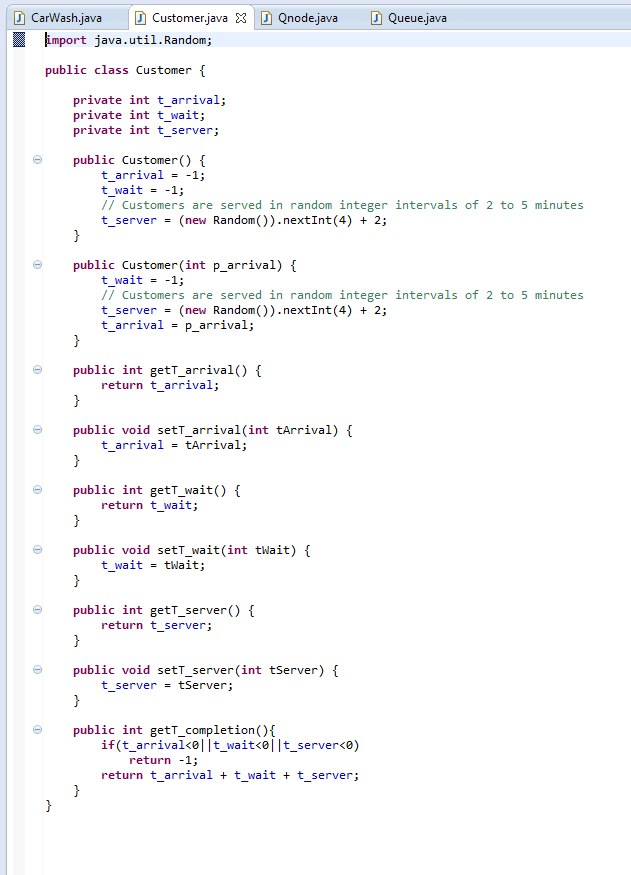 CarWash.java Customer.java Qnode.java Queue.java
import java.util.Random;
public class Customer {
private int t_arrival;
private int t_wait;
private int t_server;
public Customer() {
t_arrival = -1;
t_wait = -1;
// Customers are served in random integer intervals of 2 to 5 minutes
t_server = (new Random()).nextInt(4) + 2;
}
public Customer(int p_arrival) {
t_wait = -1;
// Customers are served in random integer intervals of 2 to 5 minutes
t_server = (new Random()).nextInt(4) + 2;
t_arrival = p_arrival;
}
public int getT_arrival() {
return t_arrival;
}
public void setT_arrival(int tArrival) {
t_arrival = tArrival;
}
public int getT_wait() {
return t_wait;
}
public void setT_wait(int tWait) {
t_wait = tWait;
}
public int getT_server() {
return t_server;
}
public void setT_server(int tServer) {
t_server = tServer;
}
public int getT_completion(){
if(t_arrival<0||t_wait<0||t_server<0)
return -1;
return t_arrival + t_wait + t_server;
}
}